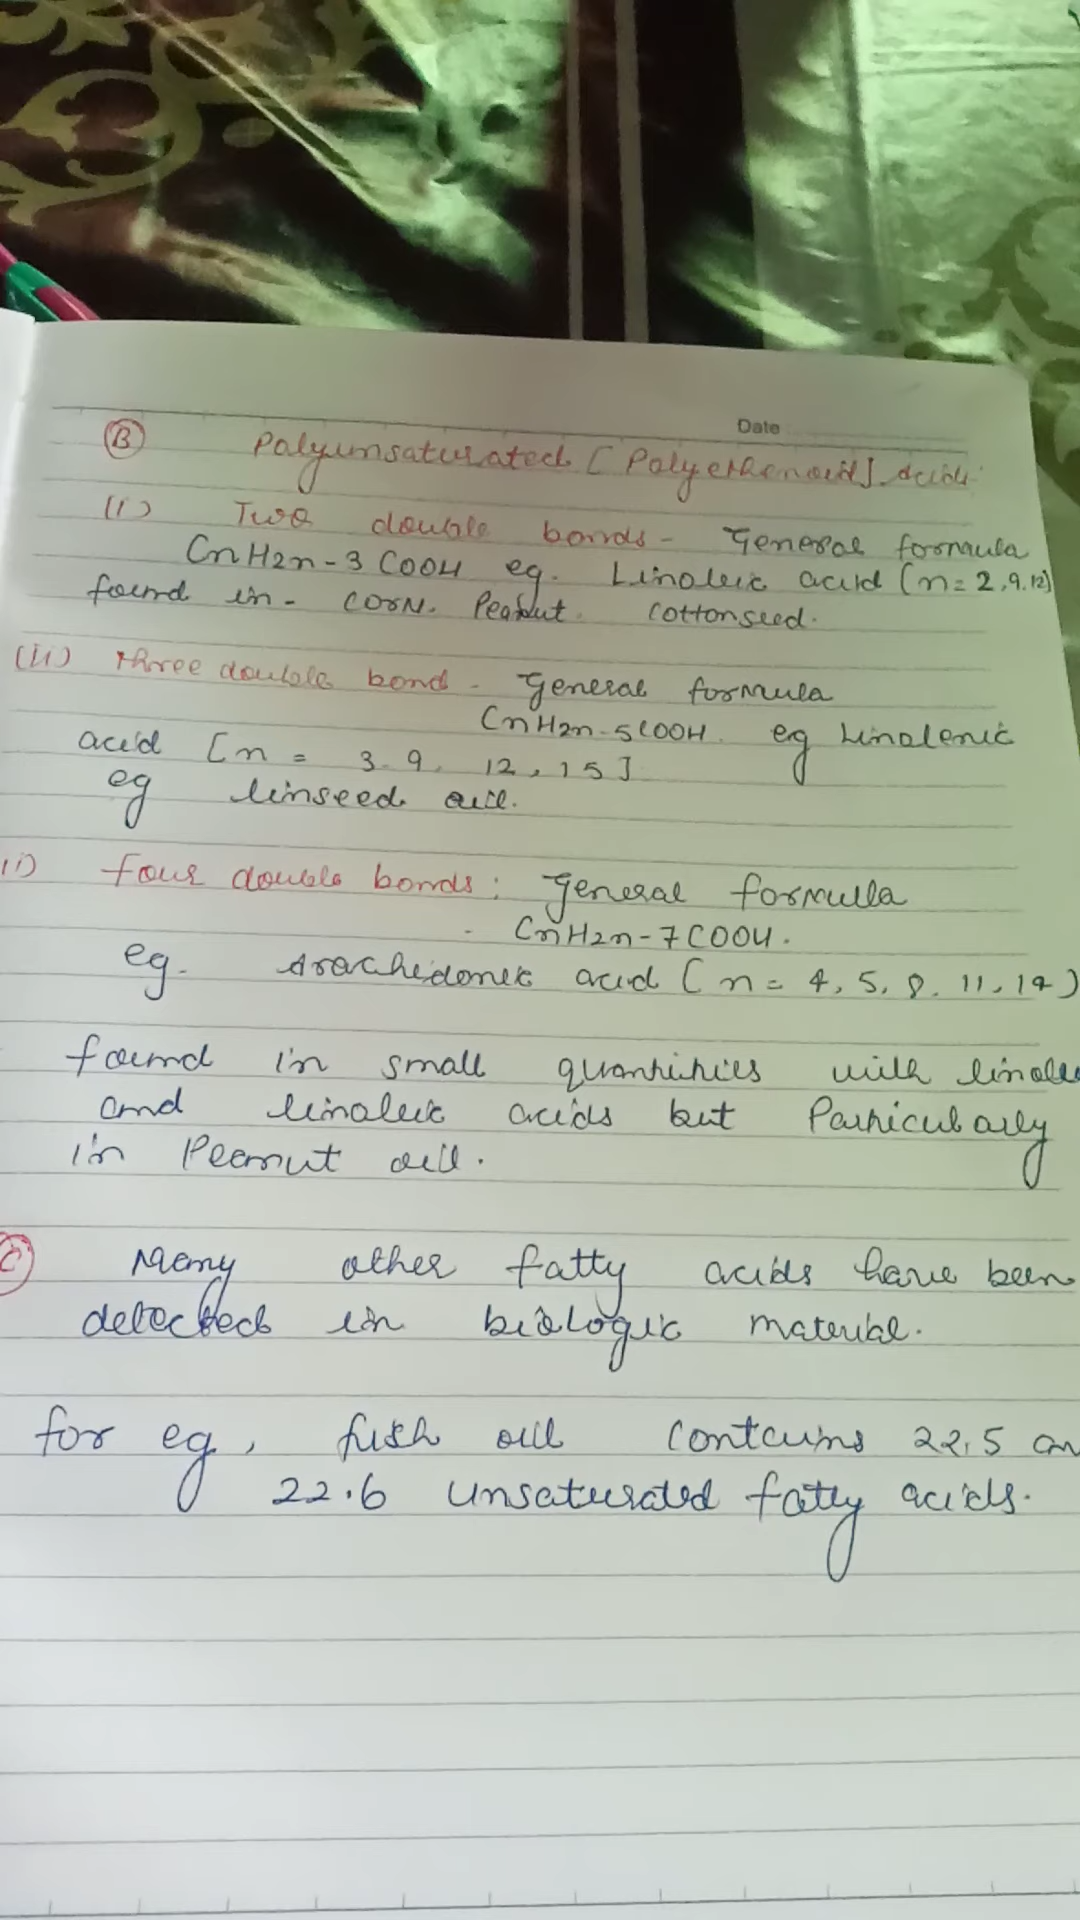 Date
(B) Polyunsaturated [Polyethenoid] acids
(i) Two double bonds - General formula
CnH2n-3 COOH eg. Linoleic acid (n=2,9.12)
found in - corn. Peanut. cottonseed.
(ii) three double bond - General formula
CnH2n-5COOH. eg Linolenic
acid [n = 3.9. 12, 15]
eg linseed oil.
ii) four double bonds: General formulla
- CnH2n-7COOH.
eg. Arachidonic acid (n= 4, 5, 8. 11, 14)
found in small quantities with linole
and linoleic acids but Particularly
in Peanut oil.
(C) Many other fatty acids have been
detected in biologic material.
for eg, fish oil contains 22.5 an
22.6 unsaturated fatty acids.